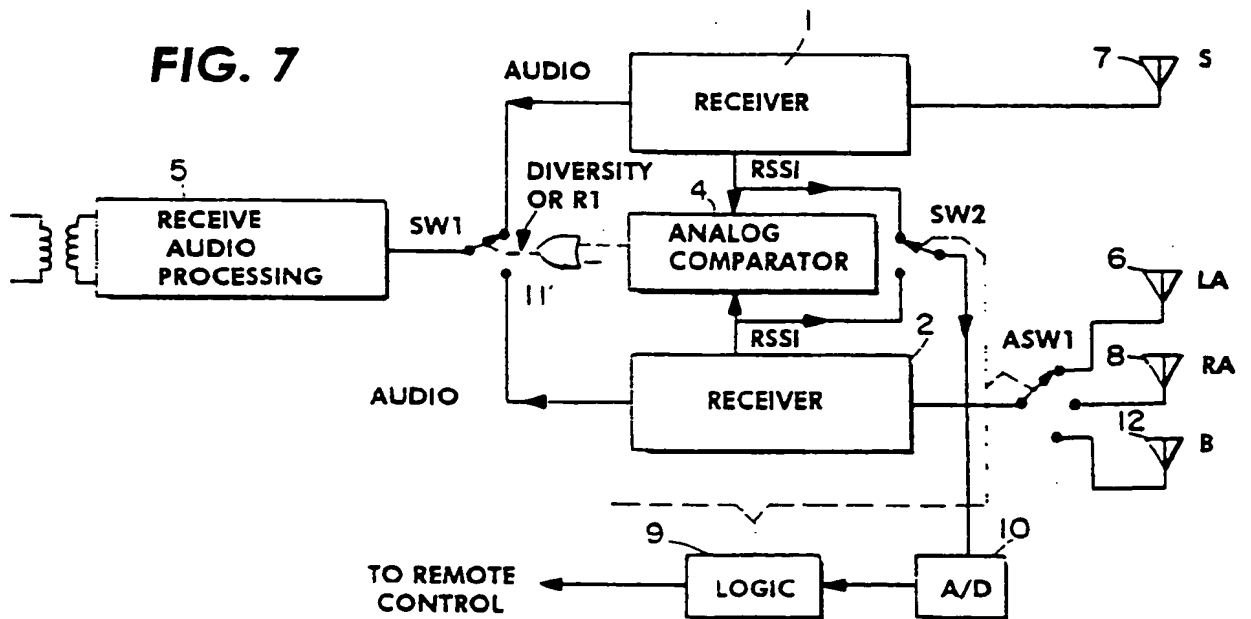 FIG. 7
1
RECEIVER
AUDIO
7
S
5
RECEIVE
AUDIO
PROCESSING
SW1
DIVERSITY
OR R1
RSSI
4
ANALOG
COMPARATOR
SW2
11'
RSSI
2
RECEIVER
AUDIO
ASW1
6
LA
8
RA
12
B
9
LOGIC
10
A/D
TO REMOTE
CONTROL